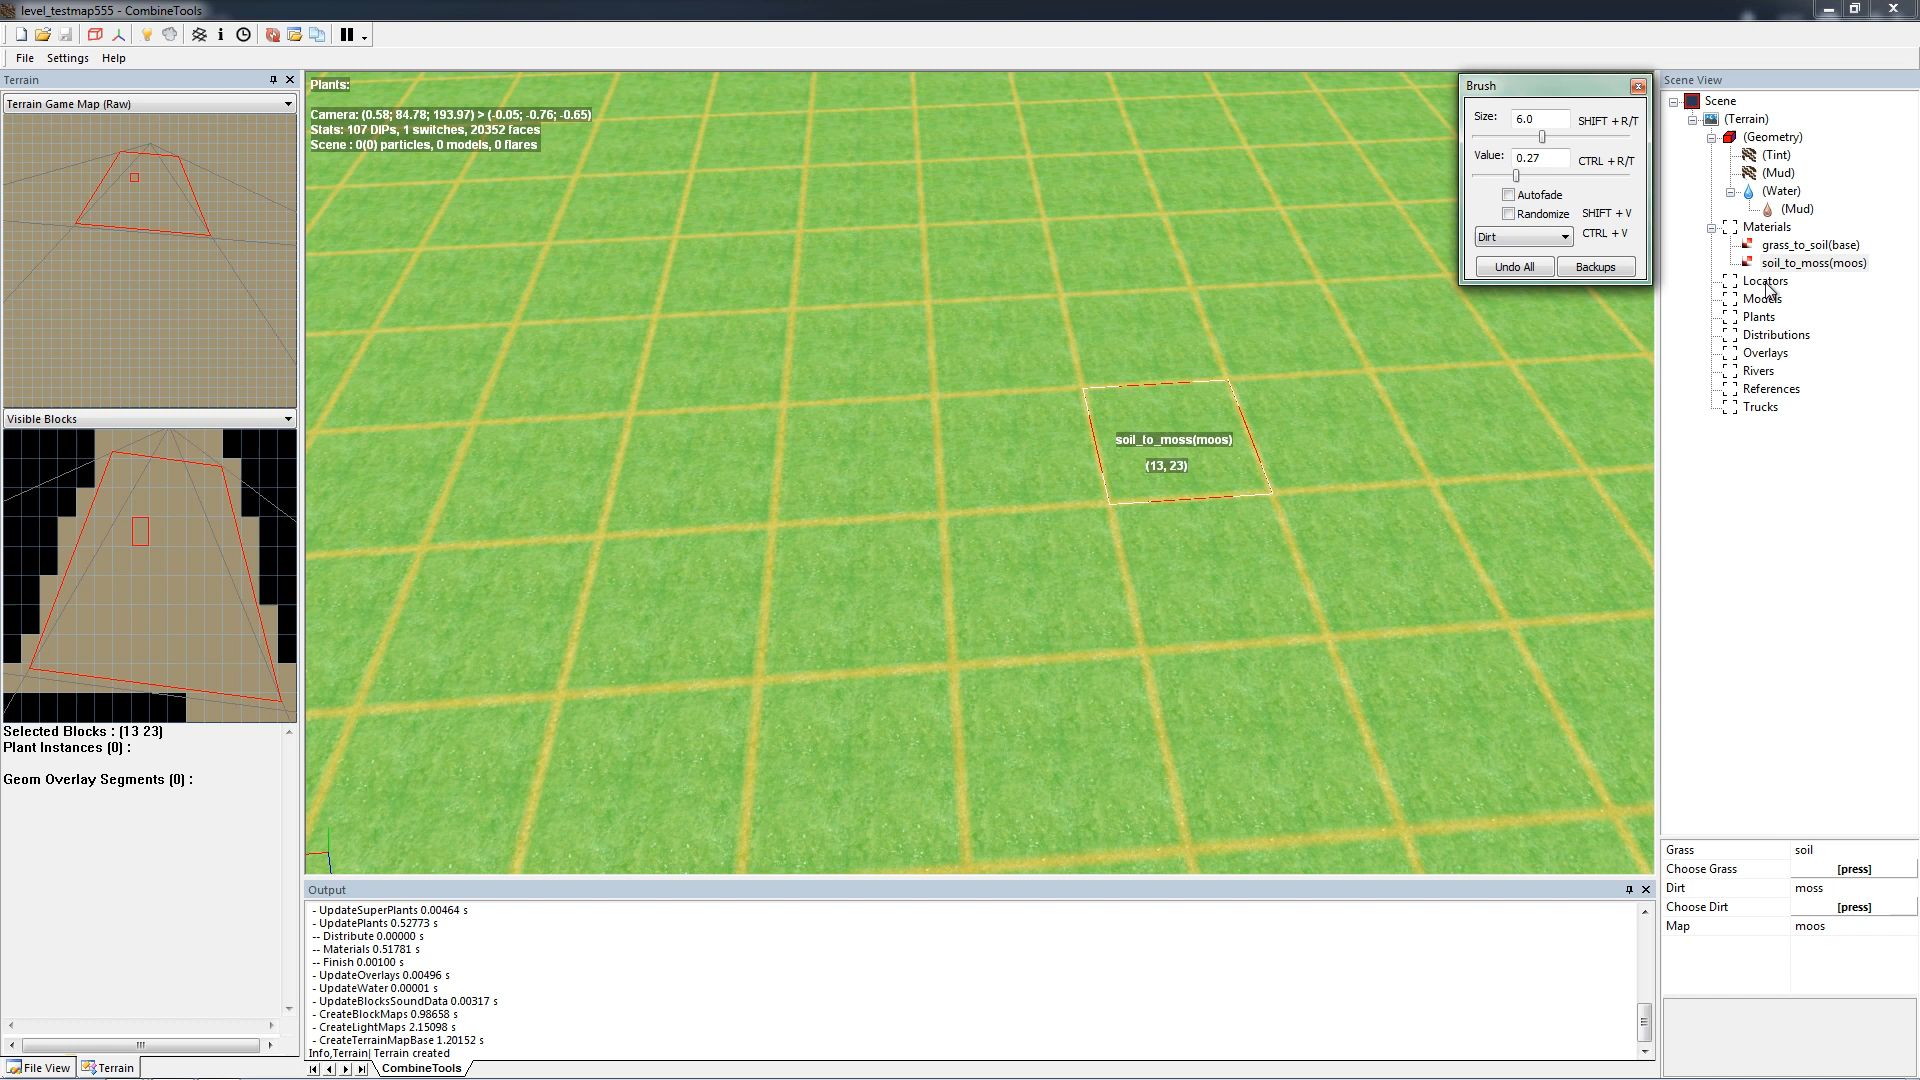 level_testmap555 - CombineTools
File Settings Help
Terrain
Terrain Game Map (Raw)
Visible Blocks
Selected Blocks : (13 23)
Plant Instances (0) :
Geom Overlay Segments (0) :
File View
Terrain
Plants:
Camera: (0.58; 84.78; 193.97) > (-0.05; -0.76; -0.65)
Stats: 107 DIPs, 1 switches, 20352 faces
Scene : 0(0) particles, 0 models, 0 flares
soil_to_moss(moos)
(13, 23)
Brush
Size: 6.0 SHIFT + R/T
Value: 0.27 CTRL + R/T
Autofade
Randomize SHIFT + V
Dirt CTRL + V
Undo All Backups
Output
- UpdateSuperPlants 0.00464 s
- UpdatePlants 0.52773 s
-- Distribute 0.00000 s
-- Materials 0.51781 s
-- Finish 0.00100 s
- UpdateOverlays 0.00496 s
- UpdateWater 0.00001 s
- UpdateBlocksSoundData 0.00317 s
- CreateBlockMaps 0.98658 s
- CreateLightMaps 2.15098 s
- CreateTerrainMapBase 1.20152 s
Info,Terrain| Terrain created
CombineTools
Scene View
Scene
(Terrain)
(Geometry)
(Tint)
(Mud)
(Water)
(Mud)
Materials
grass_to_soil(base)
soil_to_moss(moos)
Locators
Models
Plants
Distributions
Overlays
Rivers
References
Trucks
Grass soil
Choose Grass [press]
Dirt moss
Choose Dirt [press]
Map moos